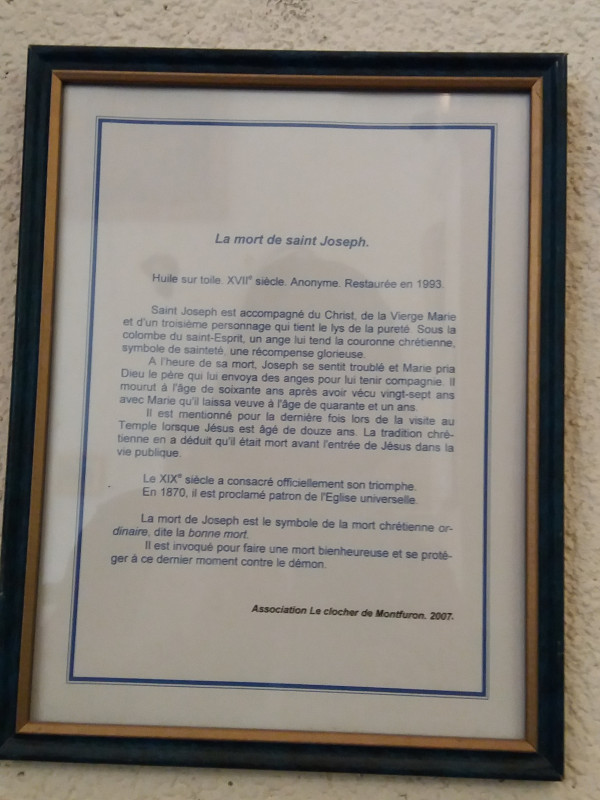 La mort de saint Joseph.
Huile sur toile. XVIIe siècle. Anonyme. Restaurée en 1993.
Saint Joseph est accompagné du Christ, de la Vierge Marie
et d'un troisième personnage qui tient le lys de la pureté. Sous la
colombe du saint-Esprit, un ange lui tend la couronne chrétienne,
symbole de sainteté, une récompense glorieuse.
A l'heure de sa mort, Joseph se sentit troublé et Marie pria
Dieu le père qui lui envoya des anges pour lui tenir compagnie. Il
mourut à l'âge de soixante ans après avoir vécu vingt-sept ans
avec Marie qu'il laissa veuve à l'âge de quarante et un ans.
Il est mentionné pour la dernière fois lors de la visite au
Temple lorsque Jésus est âgé de douze ans. La tradition chré-
tienne en a déduit qu'il était mort avant l'entrée de Jésus dans la
vie publique.
Le XIXe siècle a consacré officiellement son triomphe.
En 1870, il est proclamé patron de l'Eglise universelle.
La mort de Joseph est le symbole de la mort chrétienne or-
dinaire, dite la bonne mort.
Il est invoqué pour faire une mort bienheureuse et se proté-
ger à ce dernier moment contre le démon.
Association Le clocher de Montfuron. 2007.